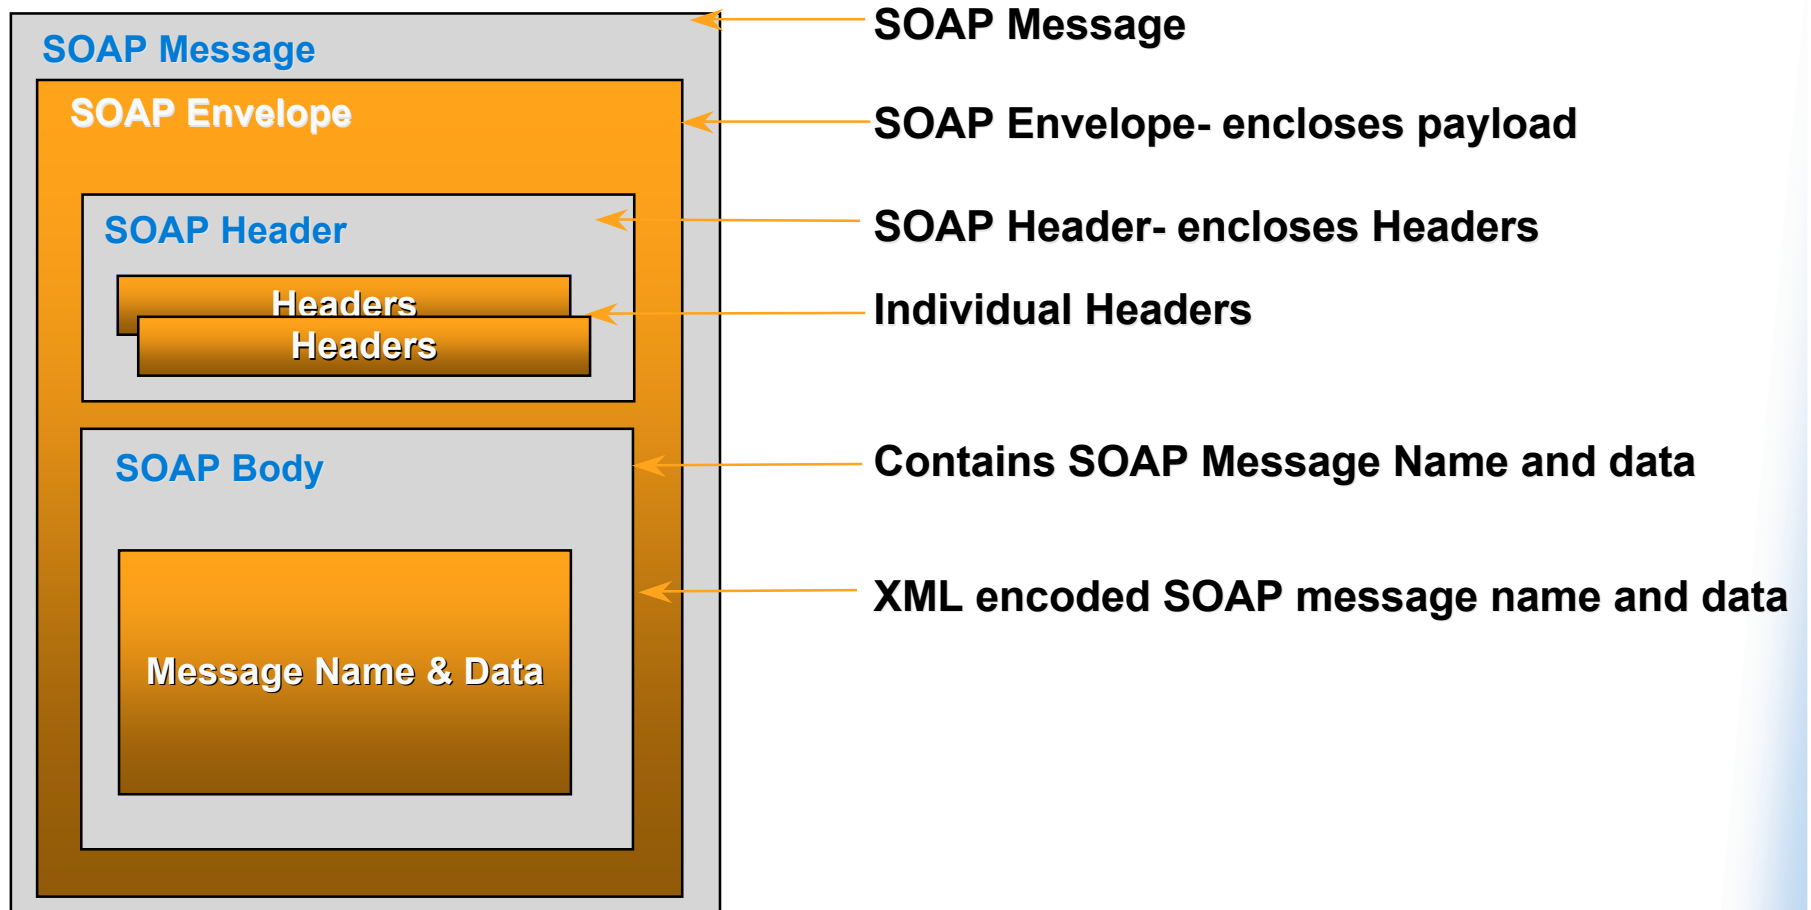 SOAP Message
SOAP Message
SOAP Envelope
SOAP Envelope- encloses payload
SOAP Header
SOAP Header- encloses Headers
Headers
Headers
Individual Headers
SOAP Body
Contains SOAP Message Name and data
XML encoded SOAP message name and data
Message Name & Data